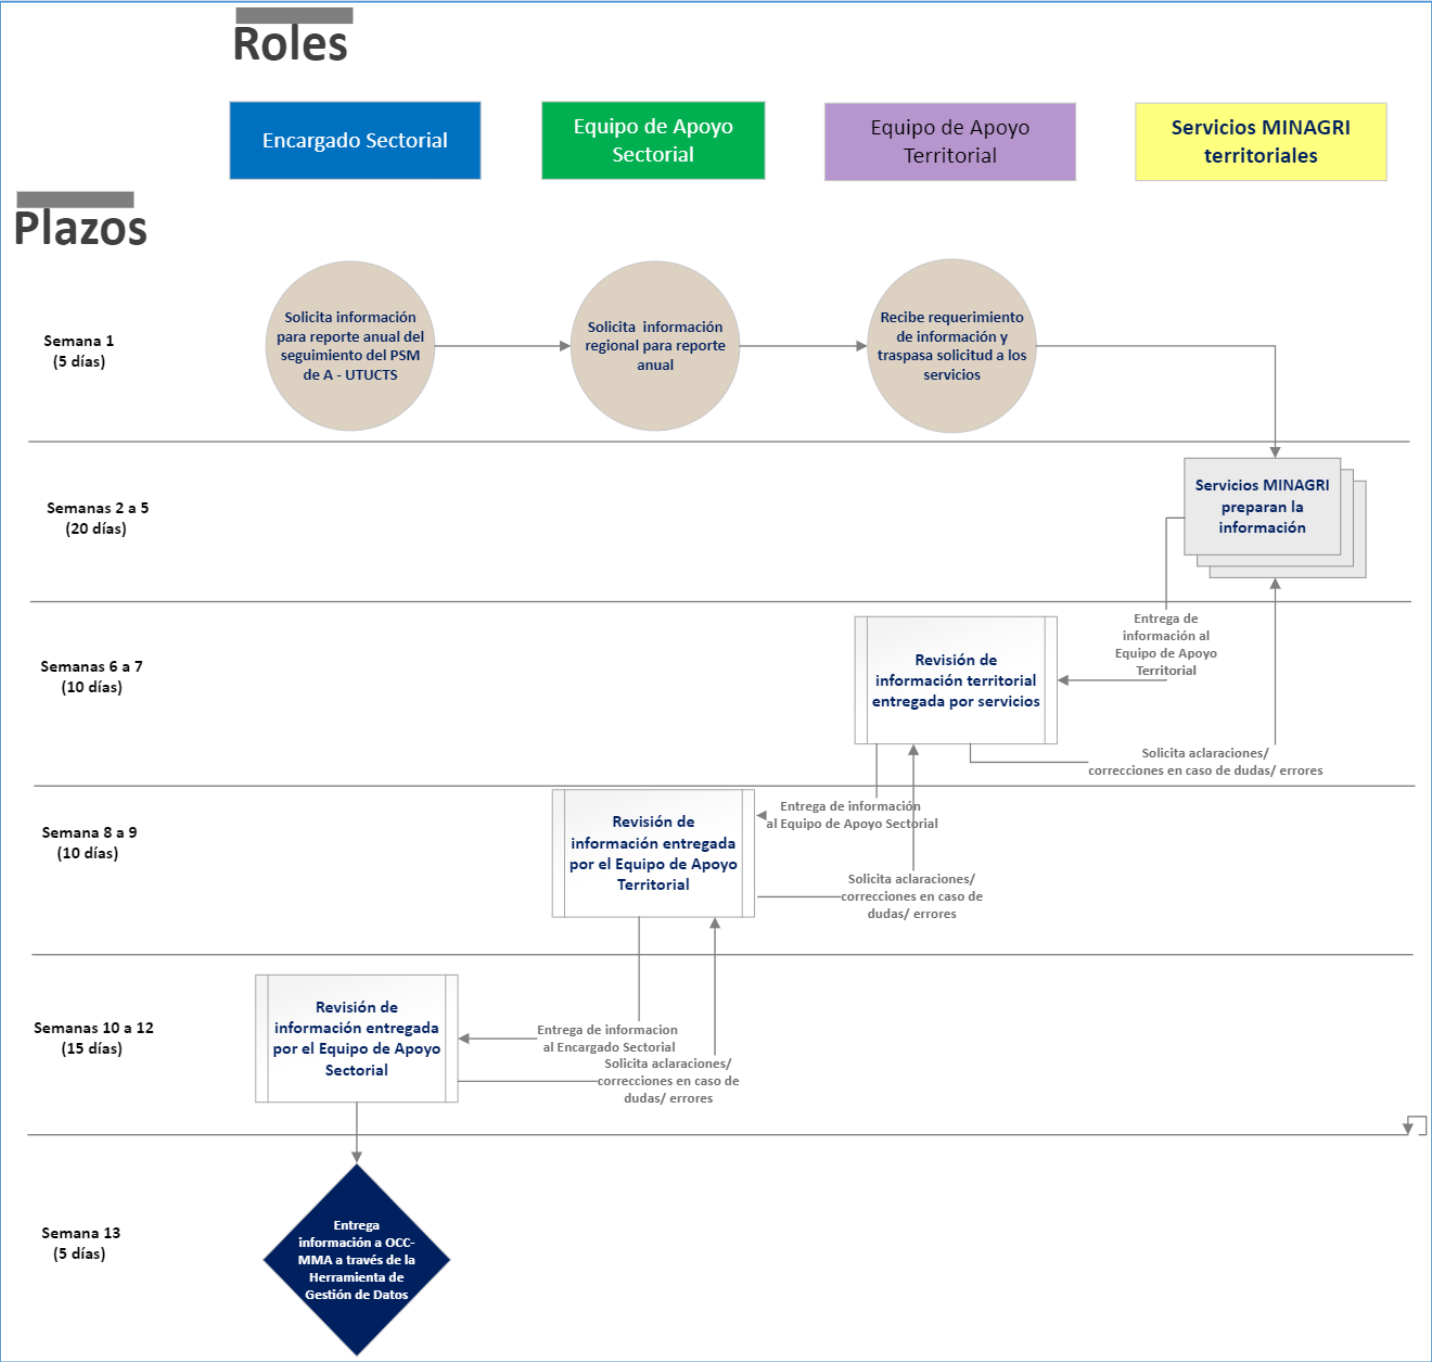 Roles
Encargado Sectorial
Equipo de Apoyo
Sectorial
Equipo de Apoyo
Territorial
Servicios MINAGRI
territoriales
Plazos
Semana 1
(5 días)
Solicita información
para reporte anual del
seguimiento del PSM
de A - UTUCTS
Solicita  información
regional para reporte
anual
Recibe requerimiento
de información y
traspasa solicitud a los
servicios
Semanas 2 a 5
(20 días)
Servicios MINAGRI
preparan la
información
Semanas 6 a 7
(10 días)
Revisión de
información territorial
entregada por servicios
Entrega de
información al
Equipo de Apoyo
Territorial
Solicita aclaraciones/
correcciones en caso de dudas/ errores
Semana 8 a 9
(10 días)
Revisión de
información entregada
por el Equipo de Apoyo
Territorial
Entrega de información
al Equipo de Apoyo Sectorial
Solicita aclaraciones/
correcciones en caso de
dudas/ errores
Semanas 10 a 12
(15 días)
Revisión de
información entregada
por el Equipo de Apoyo
Sectorial
Entrega de informacion
al Encargado Sectorial
Solicita aclaraciones/
correcciones en caso de
dudas/ errores
Semana 13
(5 días)
Entrega
información a OCC-
MMA a través de la
Herramienta de
Gestión de Datos